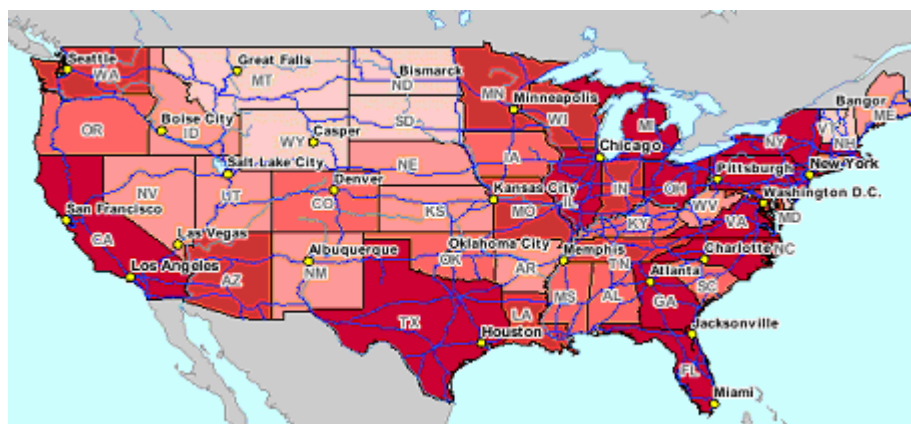 Seattle
WA
Great Falls
MT
Bismarck
ND
MN
Minneapolis
WI
MI
Bangor
ME
VT
NH
NY
OR
Boise City
ID
WY
Casper
SD
IA
Chicago
Pittsburgh
New York
Salt Lake City
NE
NV
UT
Denver
CO
Kansas City
IL
IN
OH
Washington D.C.
WV
VA
MD
San Francisco
CA
Las Vegas
KS
MO
KY
Los Angeles
AZ
Albuquerque
NM
Oklahoma City
OK
AR
Memphis
TN
Charlotte
NC
SC
Atlanta
MS
AL
GA
TX
LA
Houston
Jacksonville
FL
Miami